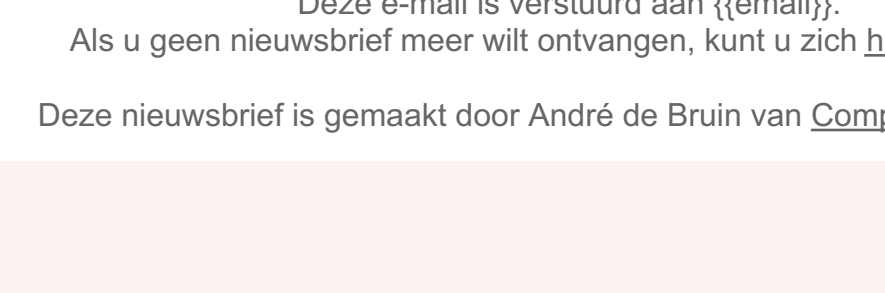 Deze e-mail is verstuurd aan {{email}}.
Als u geen nieuwsbrief meer wilt ontvangen, kunt u zich
Deze nieuwsbrief is gemaakt door André de Bruin van